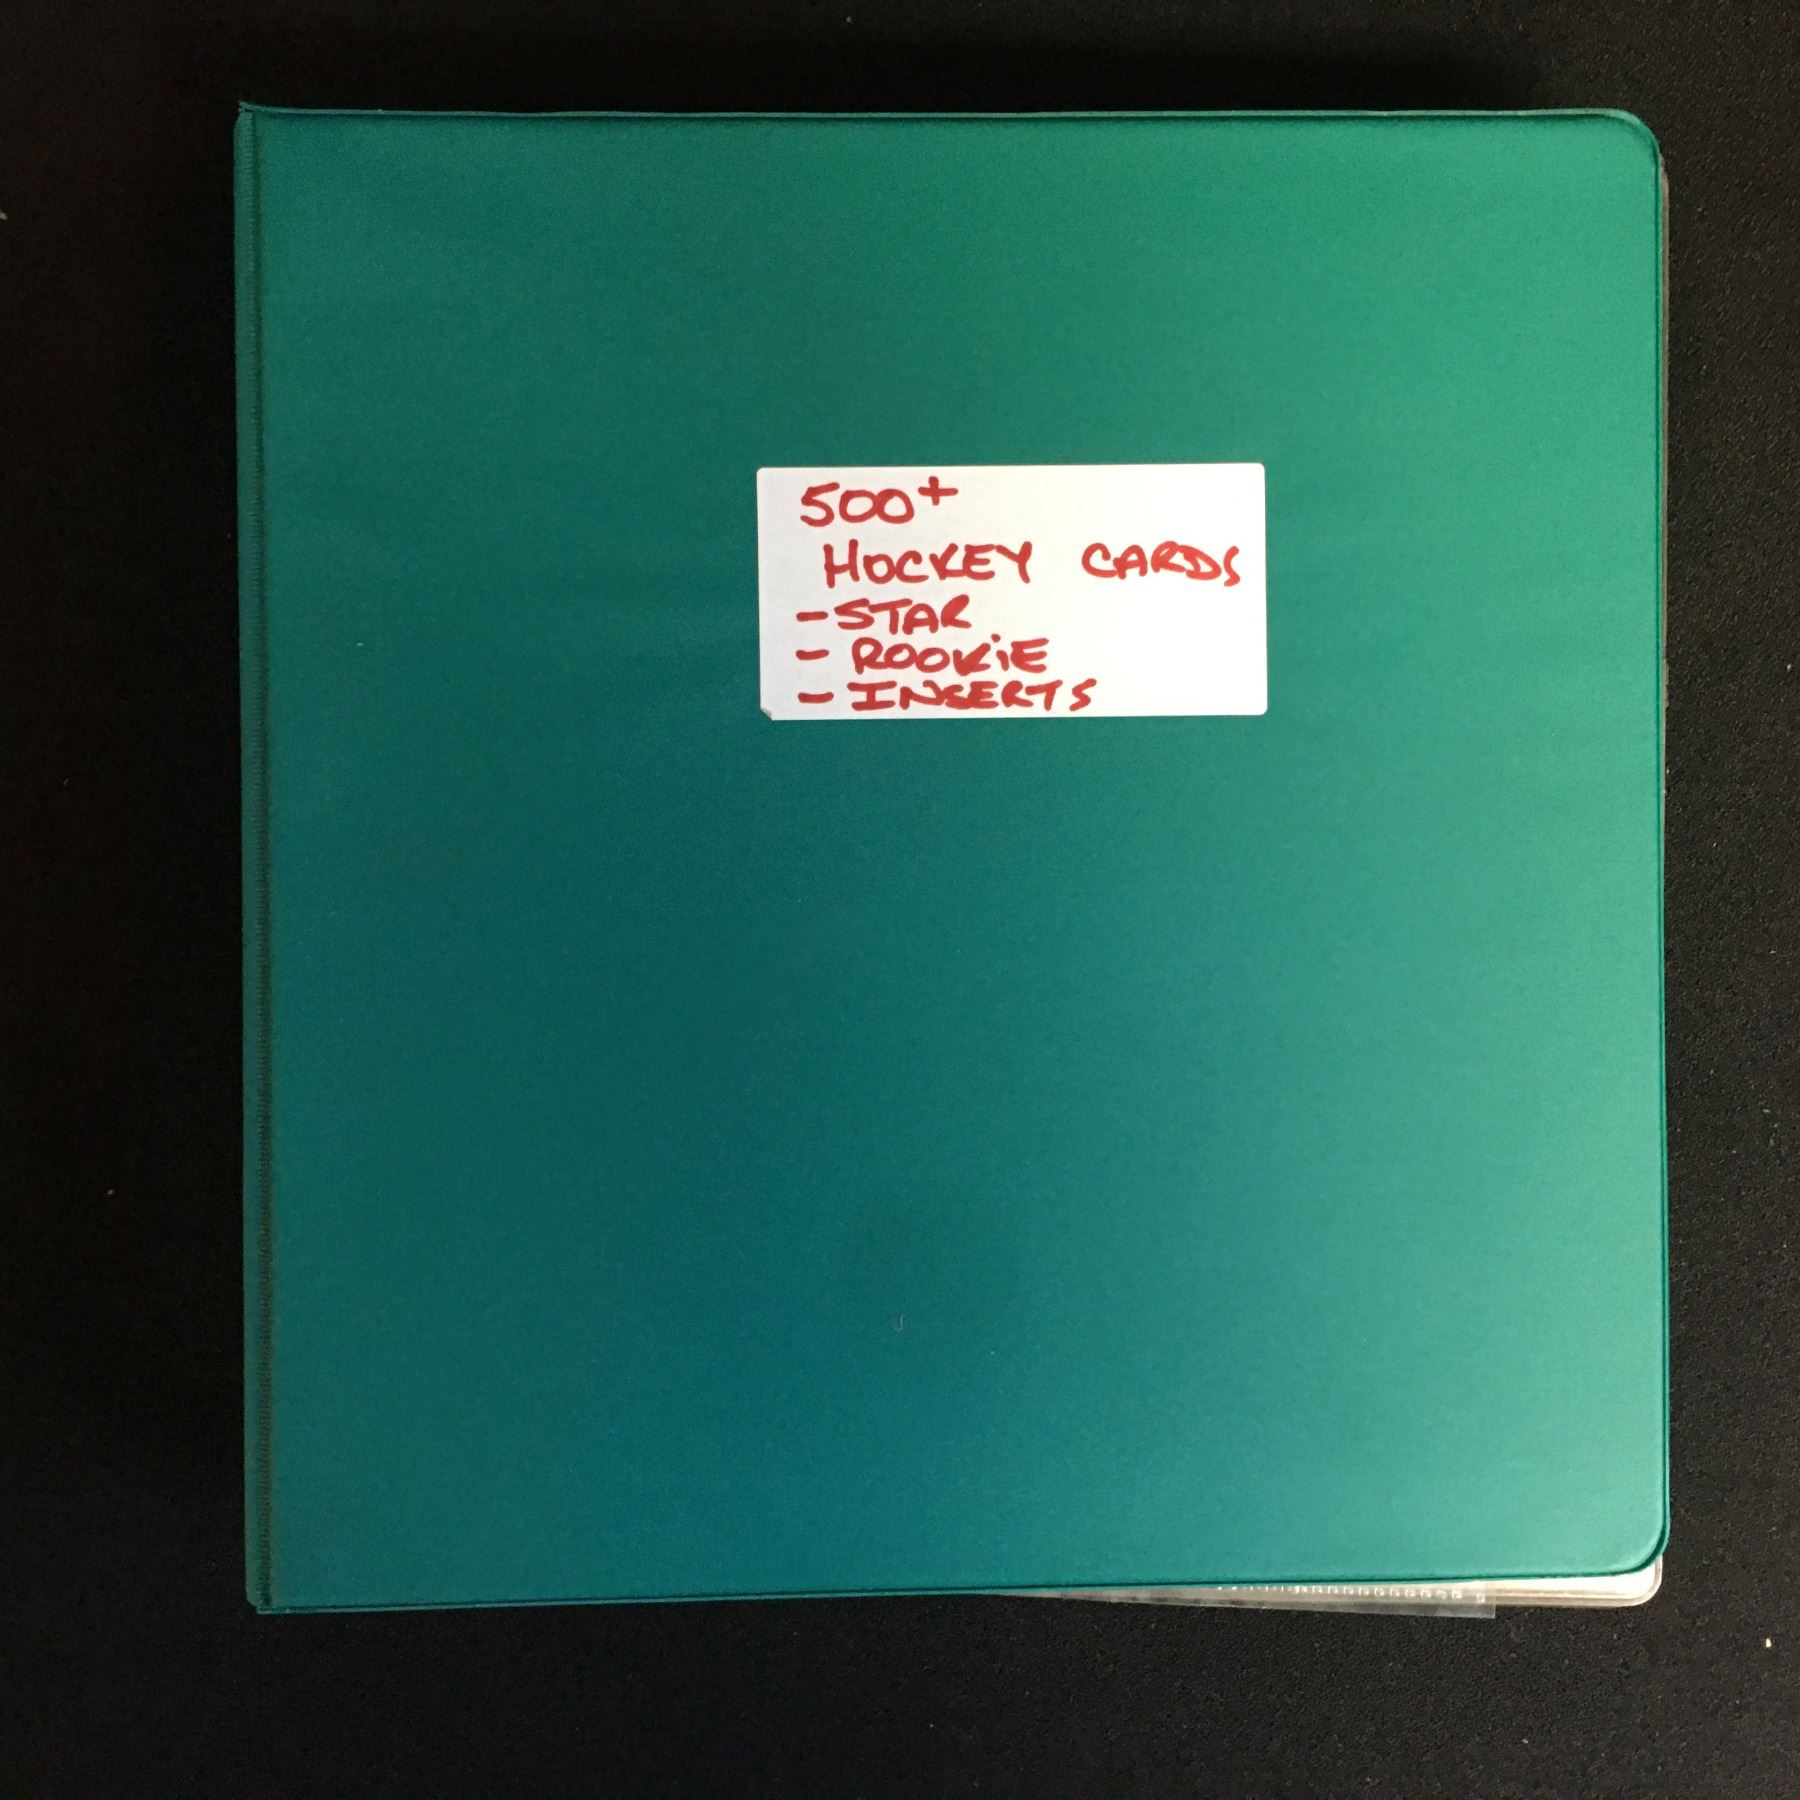 500+
HOCKEY CARDS
- STAR
- ROOKiE
- INSERTS